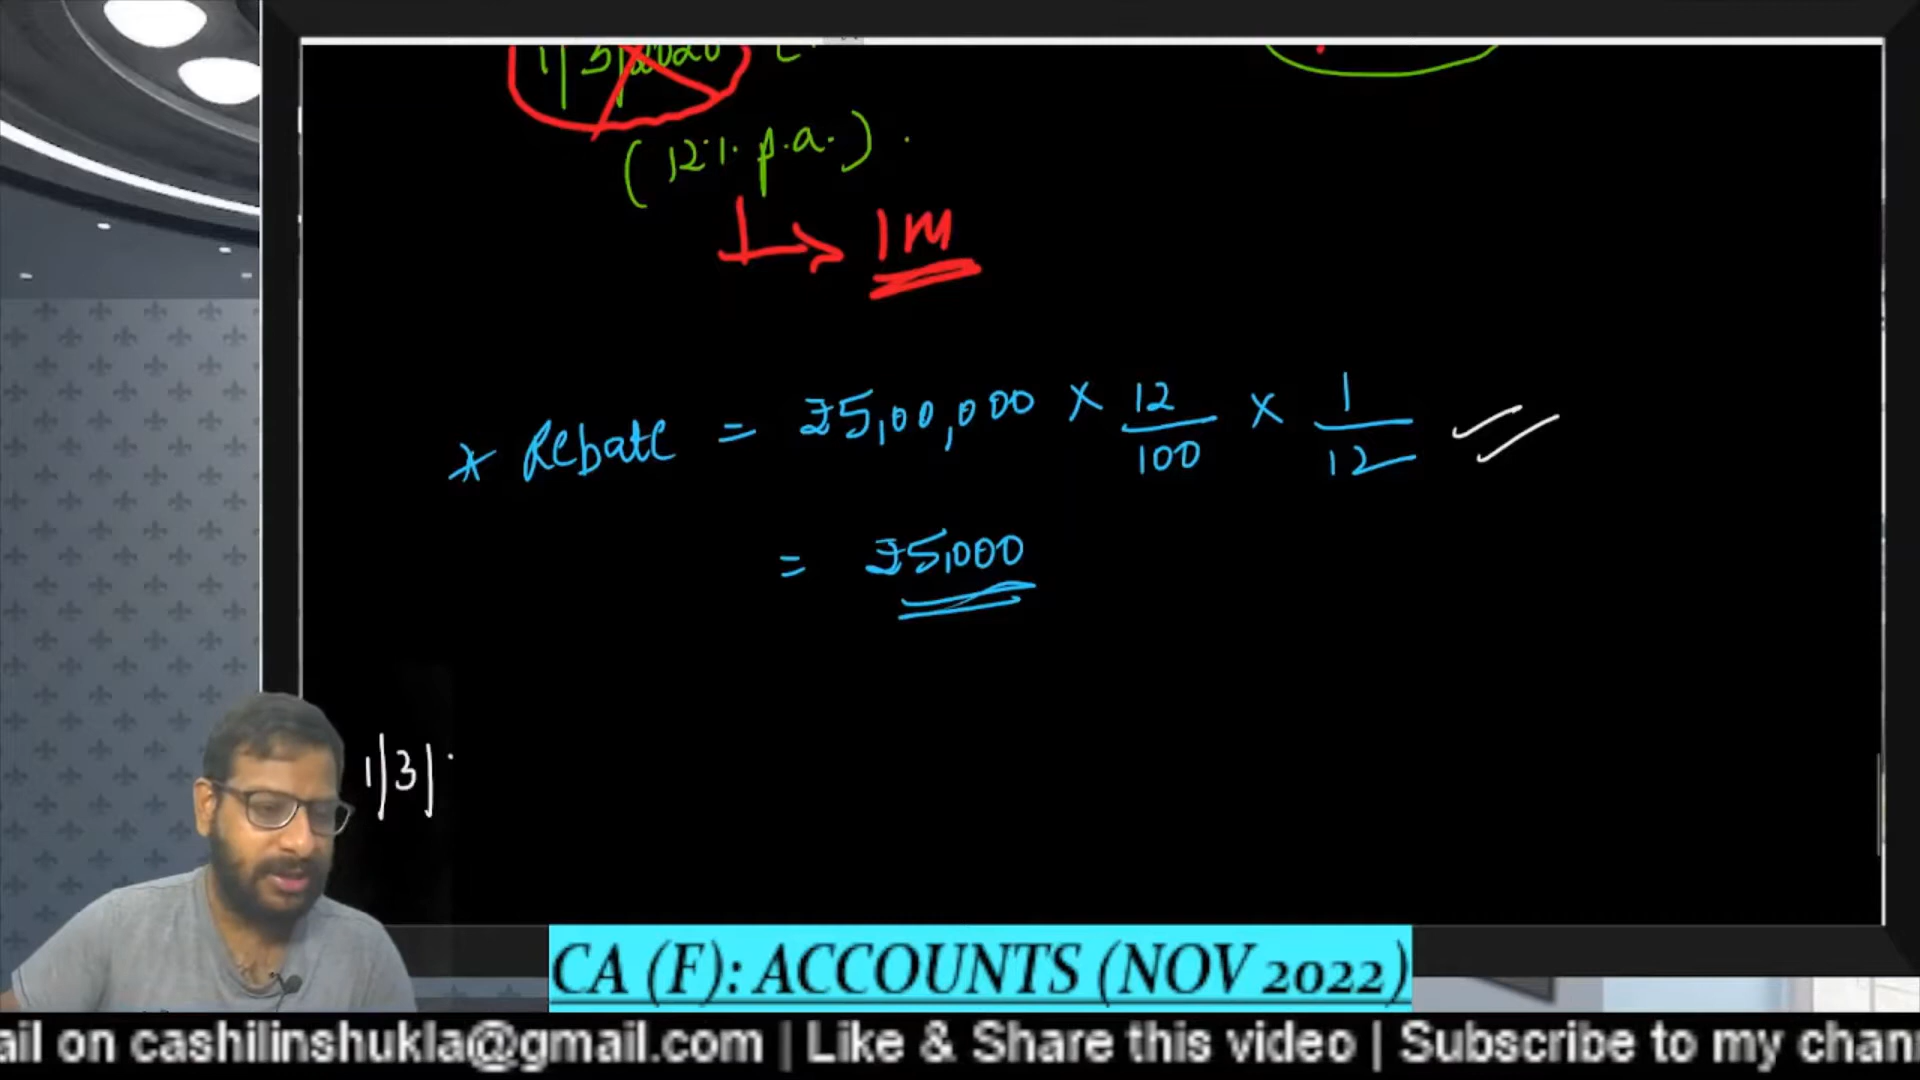 (12% p.a.).
1M
* Rebate = ₹5,00,000 × 12/100 × 1/12
= ₹5,000
1/3/
CA (F): ACCOUNTS (NOV 2022)
ail on cashilinshukla@gmail.com | Like & Share this video | Subscribe to my chan